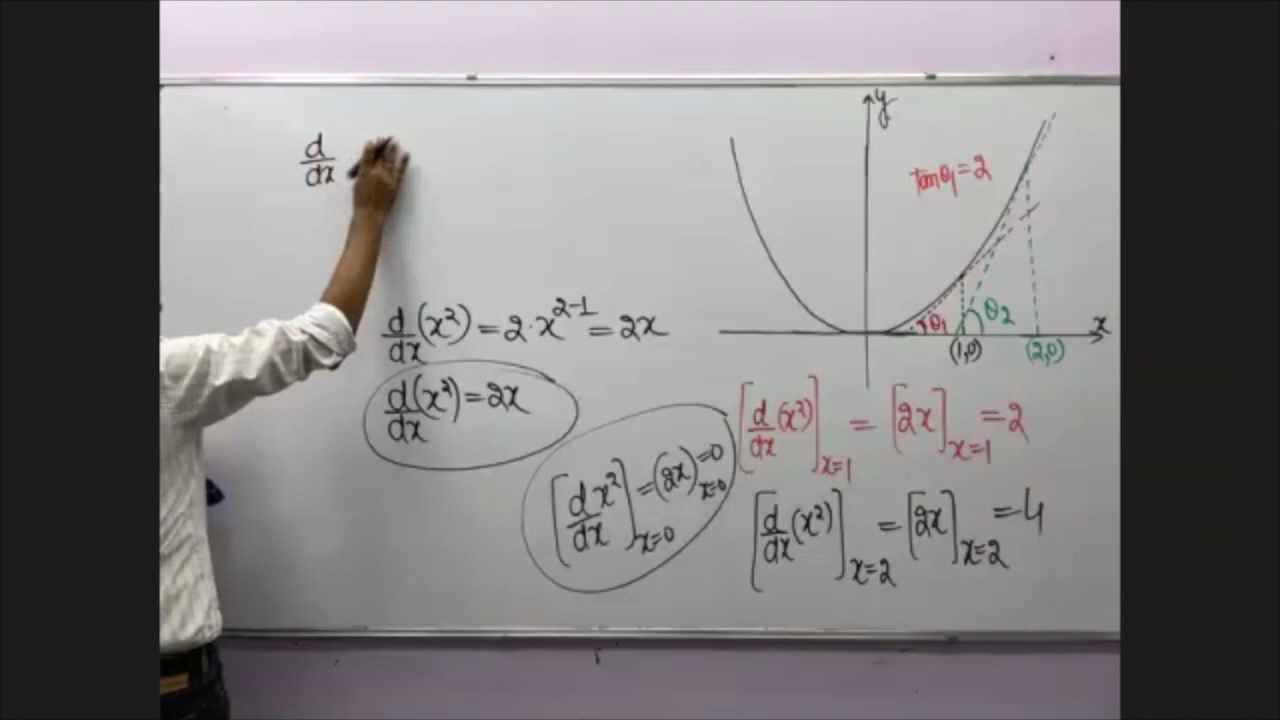 d/dx
d/dx (x²) = 2·x²⁻¹ = 2x
d/dx (x²) = 2x
[d/dx x²]ₓ₌₀ = (2x)ₓ₌₀ = 0
y
tanθ₁ = 2
θ₁
θ₂
x
(1,0)
(2,0)
[d/dx (x²)]ₓ₌₁ = [2x]ₓ₌₁ = 2
[d/dx (x²)]ₓ₌₂ = [2x]ₓ₌₂ = 4